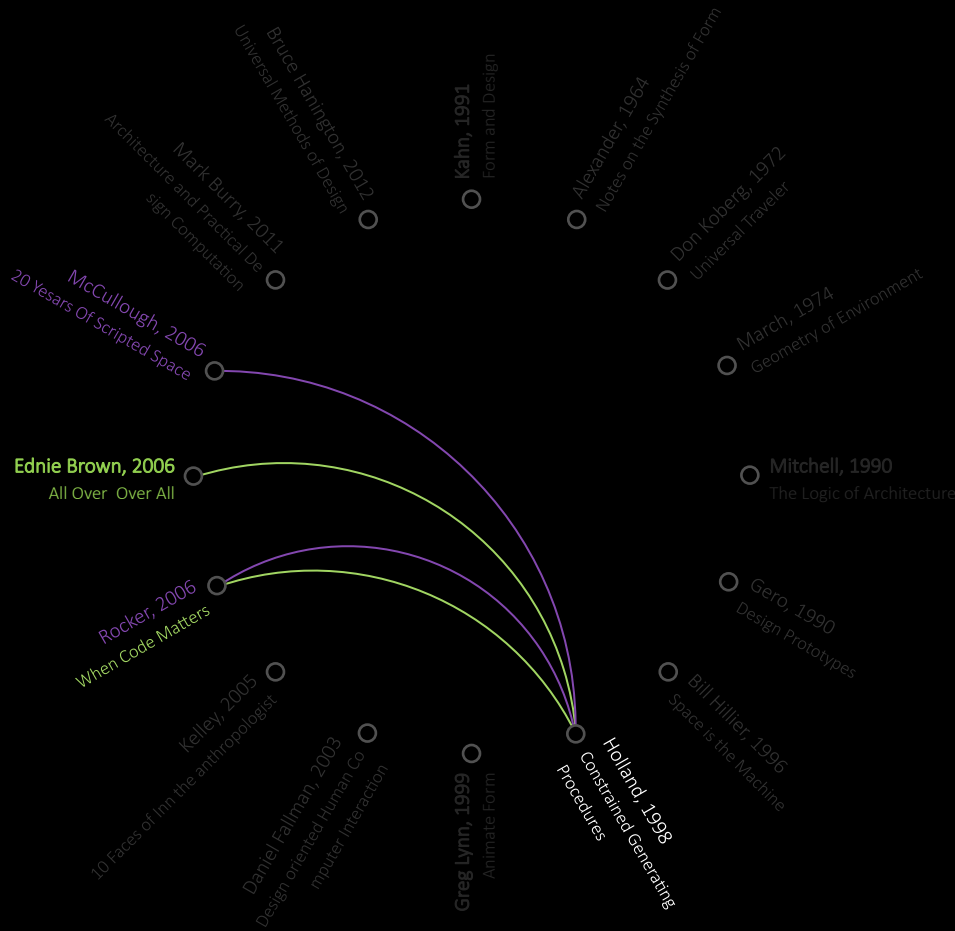 Kahn, 1991
Form and Design
Alexander, 1964
Notes on the Synthesis of Form
Don Koberg, 1972
Universal Traveler
March, 1974
Geometry of Environment
Mitchell, 1990
The Logic of Architecture
Gero, 1990
Design Prototypes
Bill Hillier, 1996
Space is the Machine
Holland, 1998
Constrained Generating
Procedures
Greg Lynn, 1999
Animate Form
Daniel Fallman, 2003
Design oriented Human Co
mputer Interaction
Kelley, 2005
10 Faces of Inn the anthropologist
Rocker, 2006
When Code Matters
Ednie Brown, 2006
All Over  Over All
McCullough, 2006
20 Yesars Of Scripted Space
Mark Burry, 2011
Architecture and Practical De
sign Computation
Bruce Hanington, 2012
Universal Methods of Design